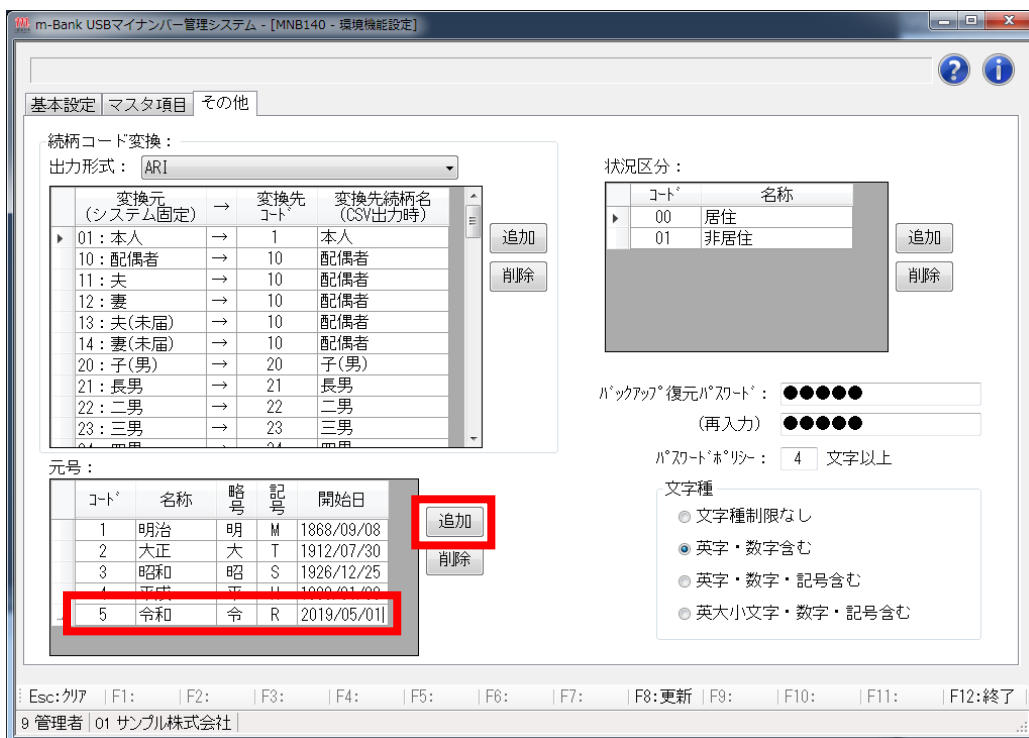 m-Bank USBマイナンバー管理システム - [MNB140 - 環境機能設定]
基本設定 マスタ項目 その他
続柄コード変換：
出力形式： ARI
変換元(システム固定) → 変換先ｺｰﾄﾞ 変換先続柄名(CSV出力時)
01：本人 → 1 本人
10：配偶者 → 10 配偶者
11：夫 → 10 配偶者
12：妻 → 10 配偶者
13：夫(未届) → 10 配偶者
14：妻(未届) → 10 配偶者
20：子(男) → 20 子(男)
21：長男 → 21 長男
22：二男 → 22 二男
23：三男 → 23 三男
追加
削除
元号：
ｺｰﾄﾞ 名称 略号 記号 開始日
1 明治 明 M 1868/09/08
2 大正 大 T 1912/07/30
3 昭和 昭 S 1926/12/25
5 令和 令 R 2019/05/01
追加
削除
状況区分：
ｺｰﾄﾞ 名称
00 居住
01 非居住
追加
削除
ﾊﾞｯｸｱｯﾌﾟ復元ﾊﾟｽﾜｰﾄﾞ： ●●●●●
(再入力) ●●●●●
ﾊﾟｽﾜｰﾄﾞﾎﾟﾘｼｰ： 4 文字以上
文字種
文字種制限なし
英字・数字含む
英字・数字・記号含む
英大小文字・数字・記号含む
Esc:ｸﾘｱ F1: F2: F3: F4: F5: F6: F7: F8:更新 F9: F10: F11: F12:終了
9 管理者 01 サンプル株式会社